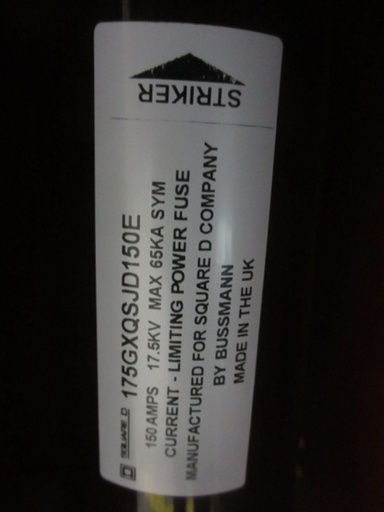 STRIKER
SQUARE D 175GXQSJD150E
150 AMPS 17.5KV MAX 65KA SYM
CURRENT - LIMITING POWER FUSE
MANUFACTURED FOR SQUARE D COMPANY
BY BUSSMANN
MADE IN THE UK